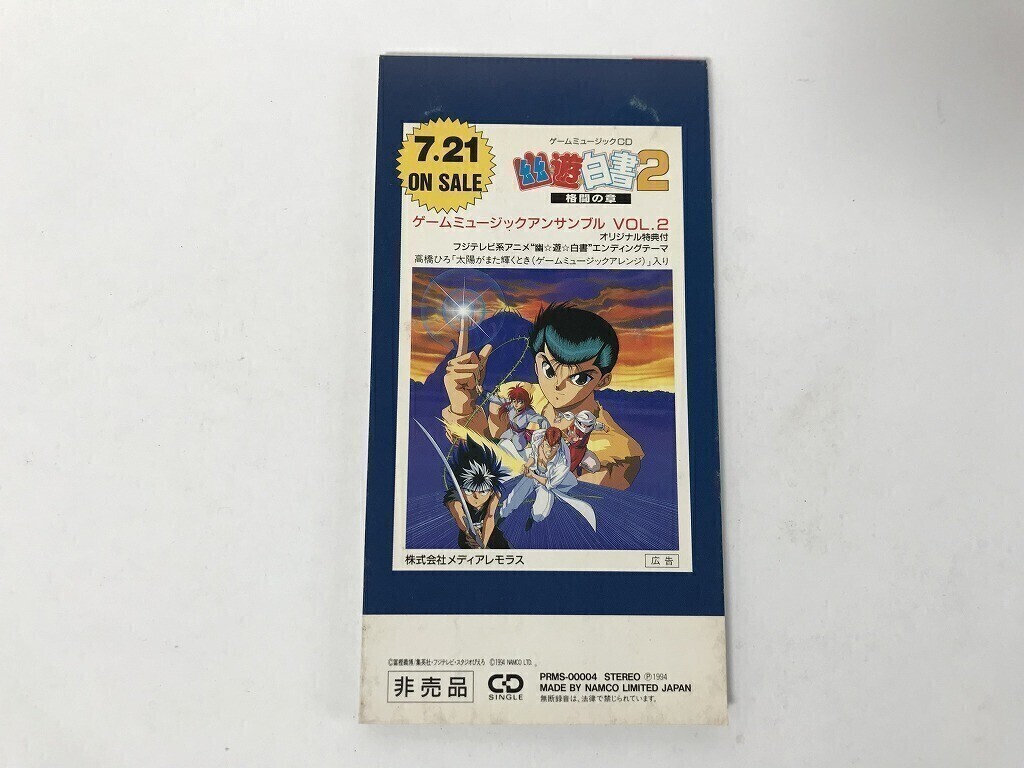 7.21
ON SALE
ゲームミュージックCD
幽遊白書2
格闘の章
ゲームミュージックアンサンブル VOL.2
オリジナル特典付
フジテレビ系アニメ“幽☆遊☆白書”エンディングテーマ
高橋ひろ「太陽がまた輝くとき(ゲームミュージックアレンジ)」入り
株式会社メディアレモラス
広告
©冨樫義博/集英社・フジテレビ・スタジオぴえろ ©1994 NAMCO LTD.
非売品
CD
SINGLE
PRMS-00004 STEREO ℗1994
MADE BY NAMCO LIMITED JAPAN
無断録音は、法律で禁じられています。